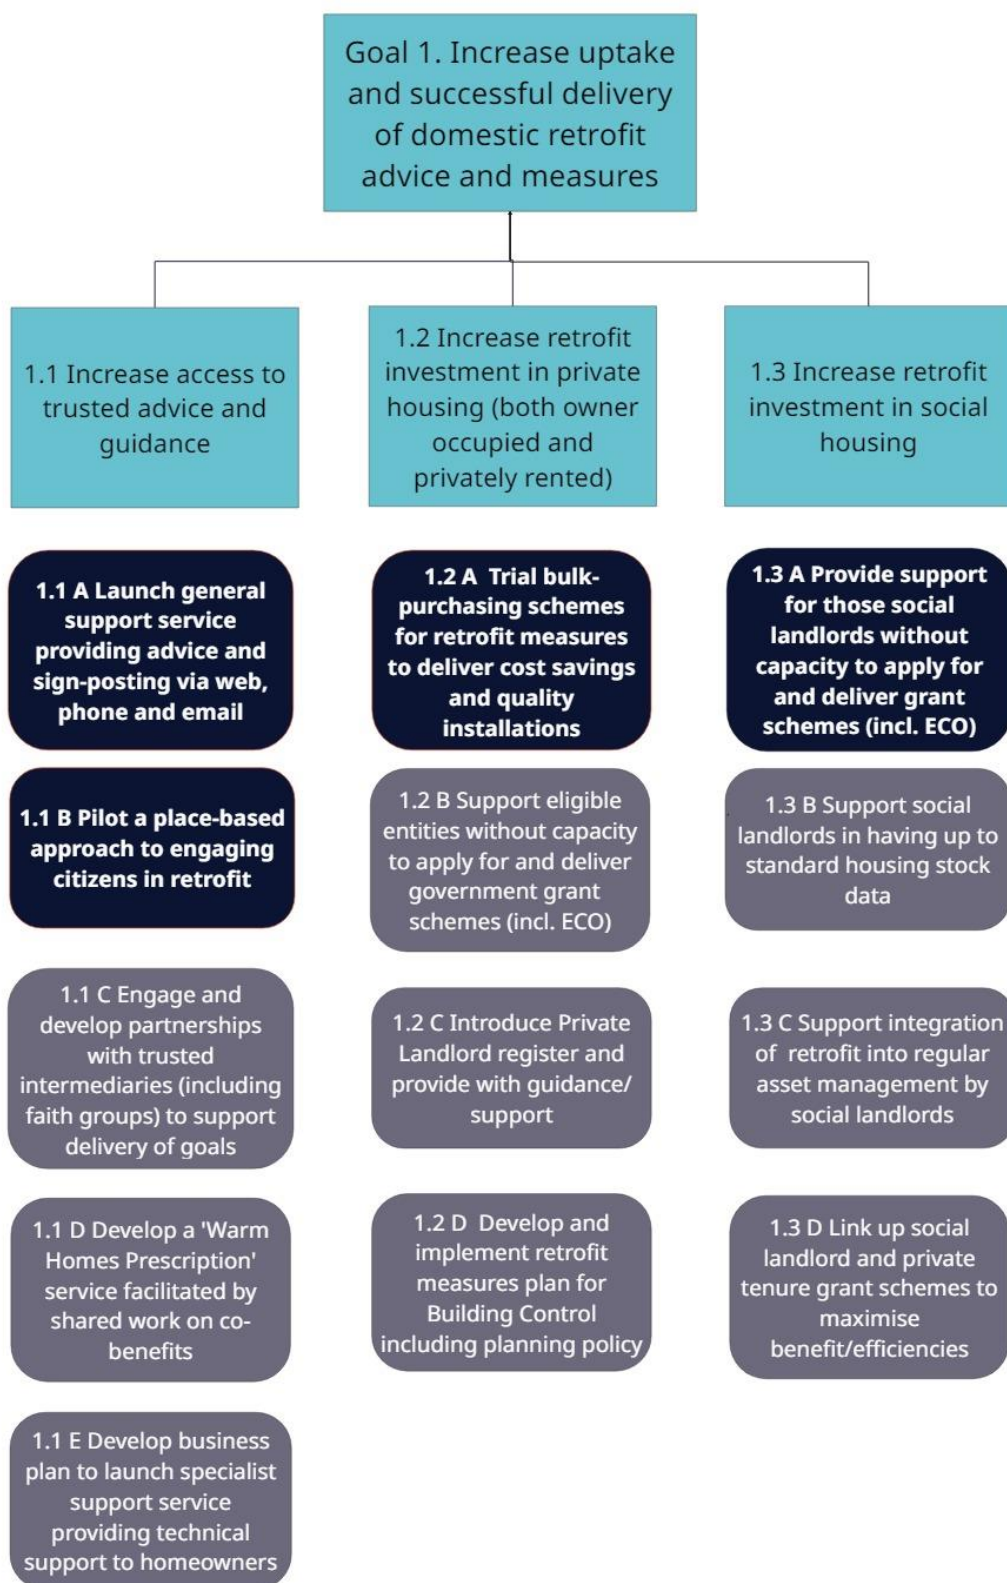 Goal 1. Increase uptake
and successful delivery
of domestic retrofit
advice and measures
1.1 Increase access to
trusted advice and
guidance
1.2 Increase retrofit
investment in private
housing (both owner
occupied and
privately rented)
1.3 Increase retrofit
investment in social
housing
1.1 A Launch general
support service
providing advice and
sign-posting via web,
phone and email
1.2 A  Trial bulk-
purchasing schemes
for retrofit measures
to deliver cost savings
and quality
installations
1.3 A Provide support
for those social
landlords without
capacity to apply for
and deliver grant
schemes (incl. ECO)
1.1 B Pilot a place-based
approach to engaging
citizens in retrofit
1.2 B Support eligible
entities without capacity
to apply for and deliver
government grant
schemes (incl. ECO)
1.3 B Support social
landlords in having up to
standard housing stock
data
1.1 C Engage and
develop partnerships
with trusted
intermediaries (including
faith groups) to support
delivery of goals
1.2 C Introduce Private
Landlord register and
provide with guidance/
support
1.3 C Support integration
of  retrofit into regular
asset management by
social landlords
1.1 D Develop a 'Warm
Homes Prescription'
service facilitated by
shared work on co-
benefits
1.2 D  Develop and
implement retrofit
measures plan for
Building Control
including planning policy
1.3 D Link up social
landlord and private
tenure grant schemes to
maximise
benefit/efficiencies
1.1 E Develop business
plan to launch specialist
support service
providing technical
support to homeowners